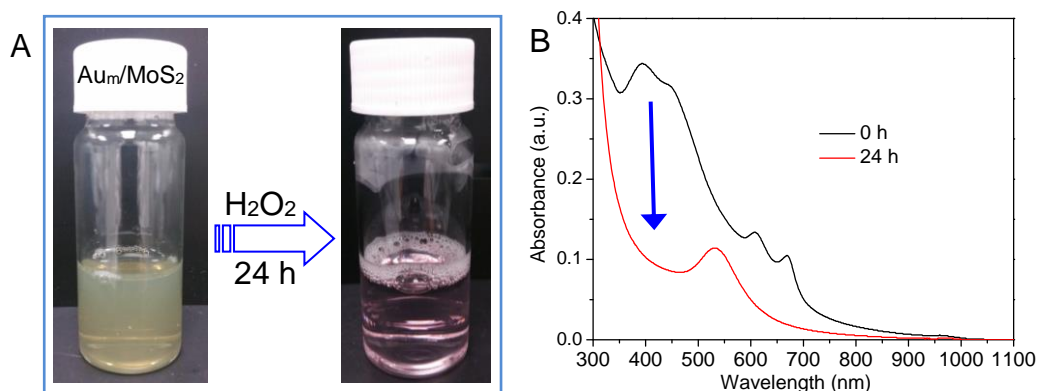 A
Auₘ/MoS₂
H₂O₂
24 h
B
0.4
0.3
0.2
0.1
0.0
Absorbance (a.u.)
0 h
24 h
300 400 500 600 700 800 900 1000 1100
Wavelength (nm)